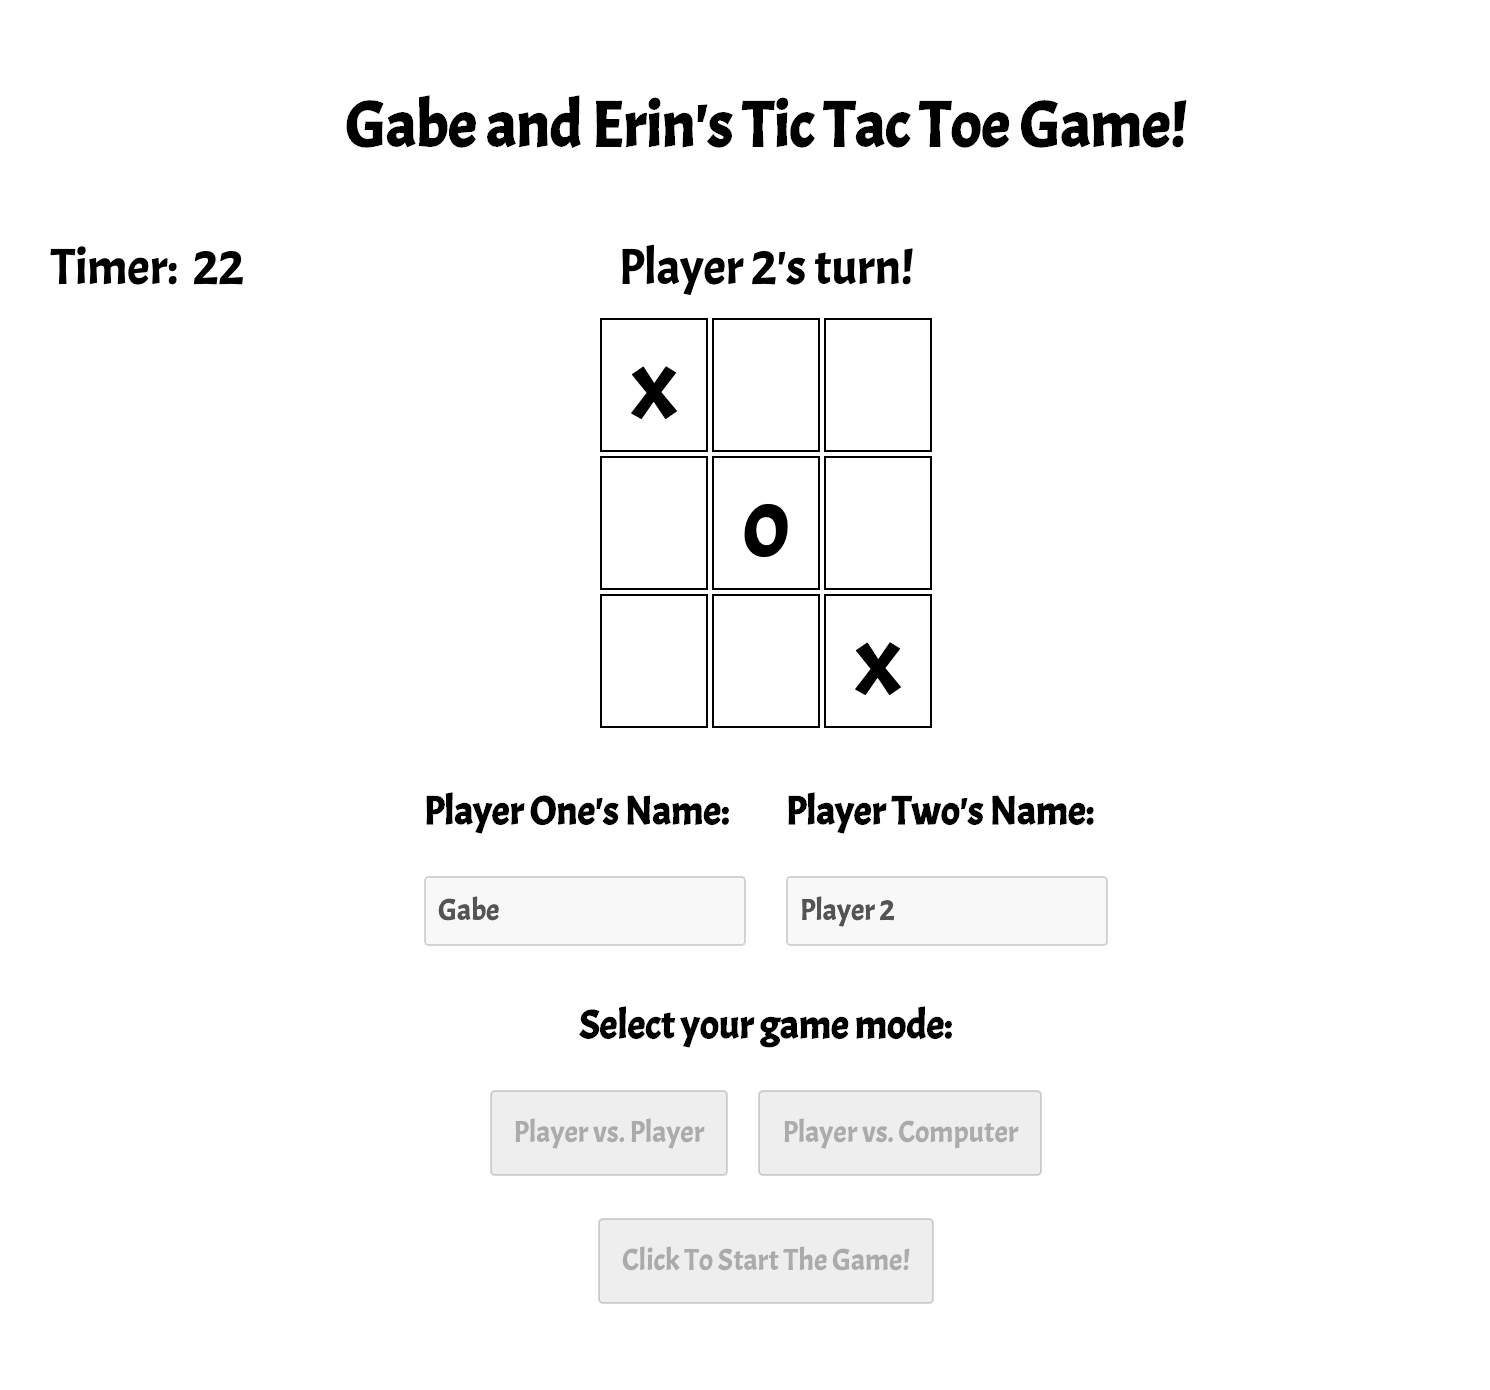 Gabe and Erin's Tic Tac Toe Game!
Timer: 22
Player 2's turn!
X
O
X
Player One's Name: Player Two's Name:
Gabe Player 2
Select your game mode:
Player vs. Player Player vs. Computer
Click To Start The Game!